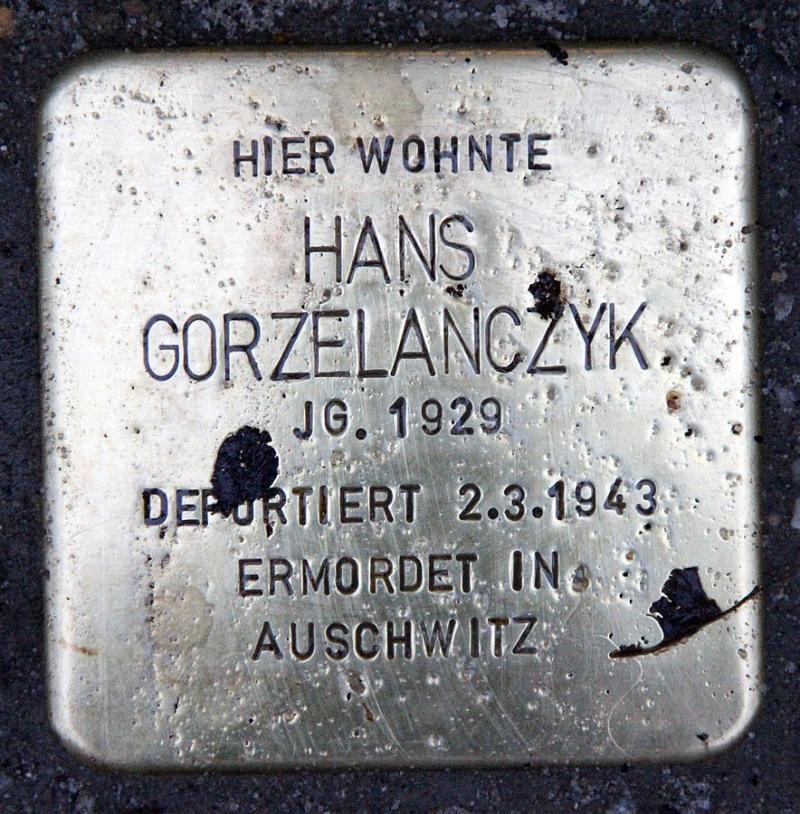 HIER WOHNTE
HANS
GORZELANCZYK
JG. 1929
DEPORTIERT 2.3.1943
ERMORDET IN
AUSCHWITZ